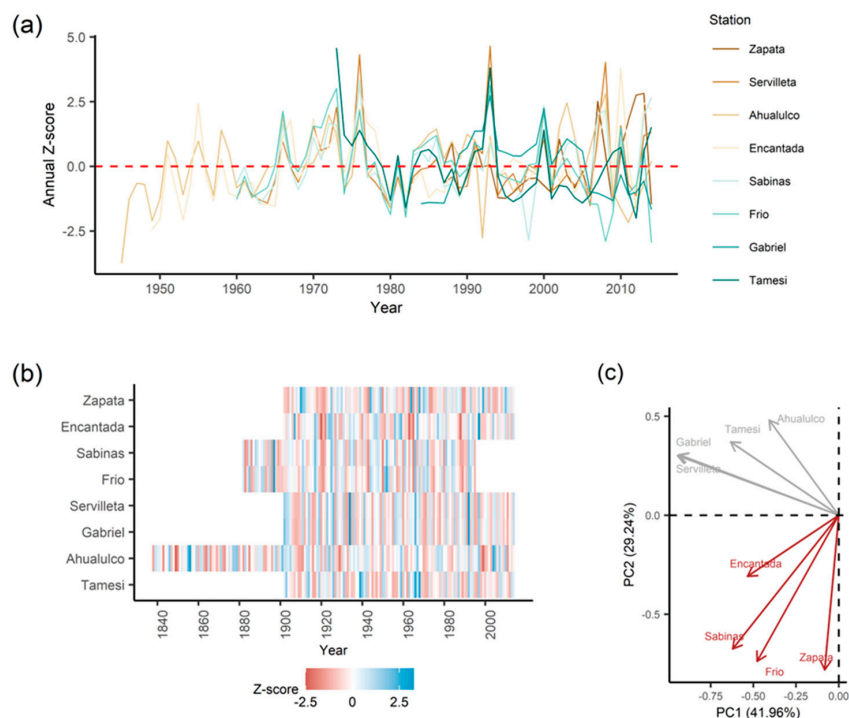 (a)
Station
5.0
2.5
0.0
-2.5
Annual Z-score
1950
1960
1970
1980
1990
2000
2010
Year
Zapata
Servilleta
Ahualulco
Encantada
Sabinas
Frio
Gabriel
Tamesi
(b)
Zapata
Encantada
Sabinas
Frio
Servilleta
Gabriel
Ahualulco
Tamesi
1840
1860
1880
1900
1920
1940
1960
1980
2000
Year
Z-score
-2.5
0
2.5
(c)
0.5
0.0
-0.5
PC2 (29.24%)
Ahualulco
Tamesi
Gabriel
Servilleta
Encantada
Sabinas
Frio
Zapata
-0.75
-0.50
-0.25
0.00
PC1 (41.96%)